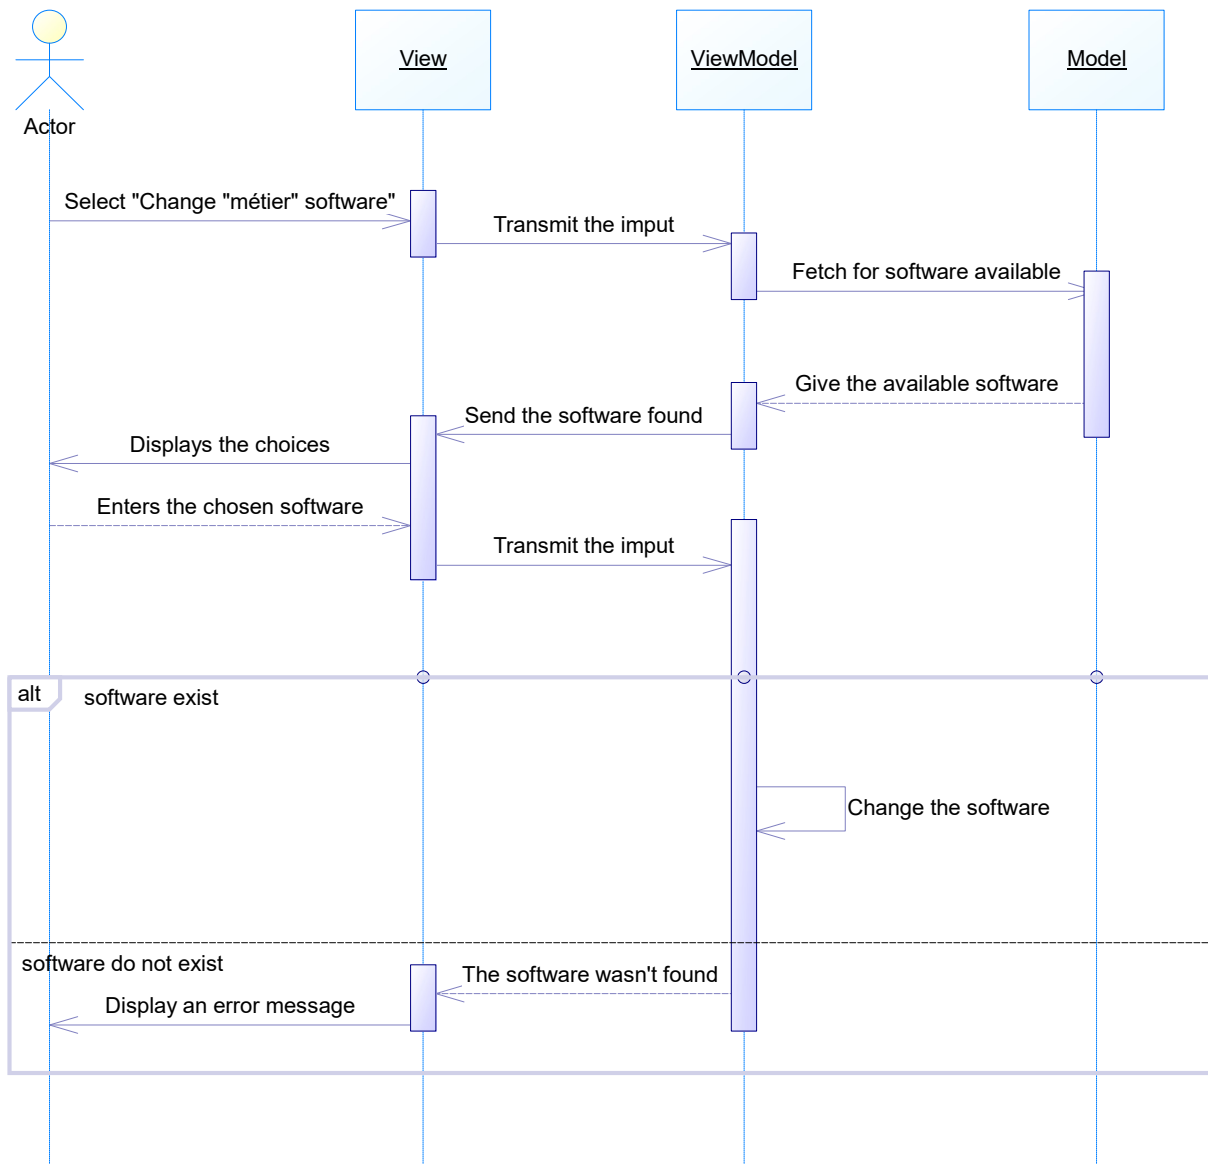 View
ViewModel
Model
Actor
Select "Change "métier" software"
Transmit the imput
Fetch for software available
Give the available software
Send the software found
Displays the choices
Enters the chosen software
Transmit the imput
alt
software exist
Change the software
software do not exist
The software wasn't found
Display an error message